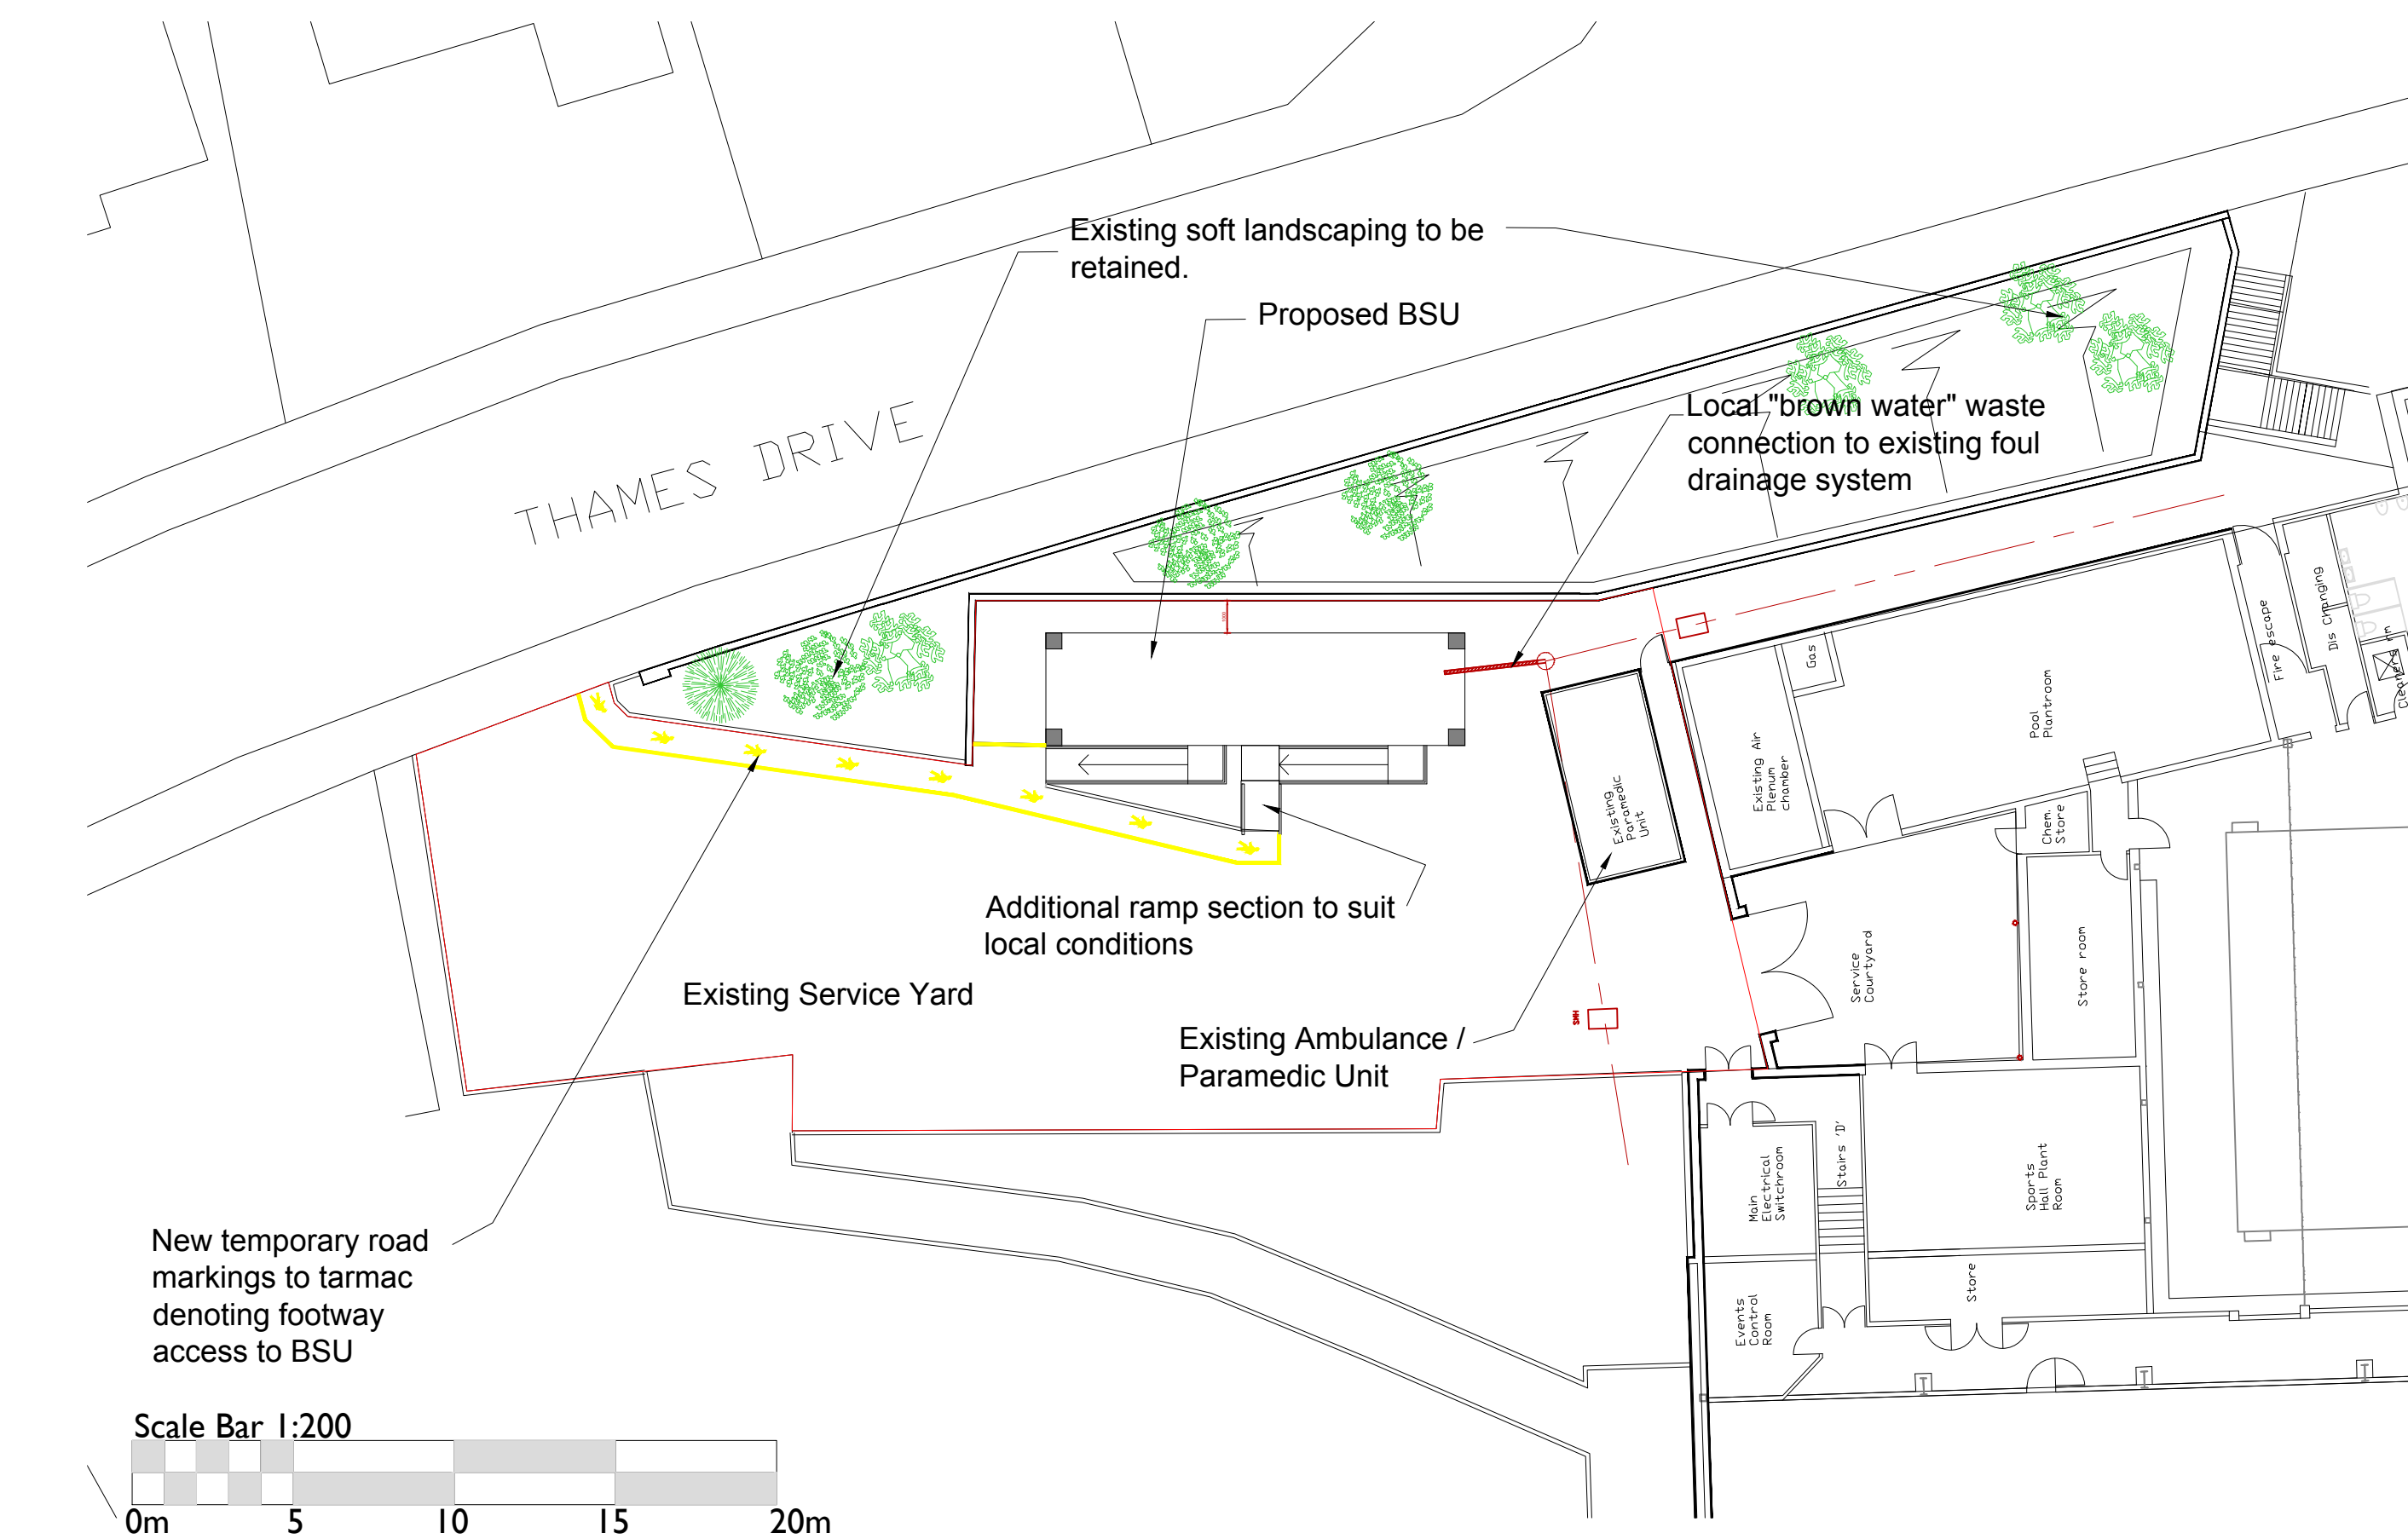 Existing soft landscaping to be
retained.
Proposed BSU
THAMES DRIVE
Local "brown water" waste
connection to existing foul
drainage system
Gas
Existing Air
Plenum
chamber
Pool
Plantroom
Fire escape
Dis Changing
Existing
Paramedic
Unit
Chem.
Store
Store room
Service
Courtyard
Additional ramp section to suit
local conditions
Existing Service Yard
SMH
Existing Ambulance /
Paramedic Unit
Main
Electrical
Switchroom
Stairs 'D'
Sports
Hall Plant
Room
Store
Events
Control
Room
New temporary road
markings to tarmac
denoting footway
access to BSU
Scale Bar 1:200
0m 5 10 15 20m